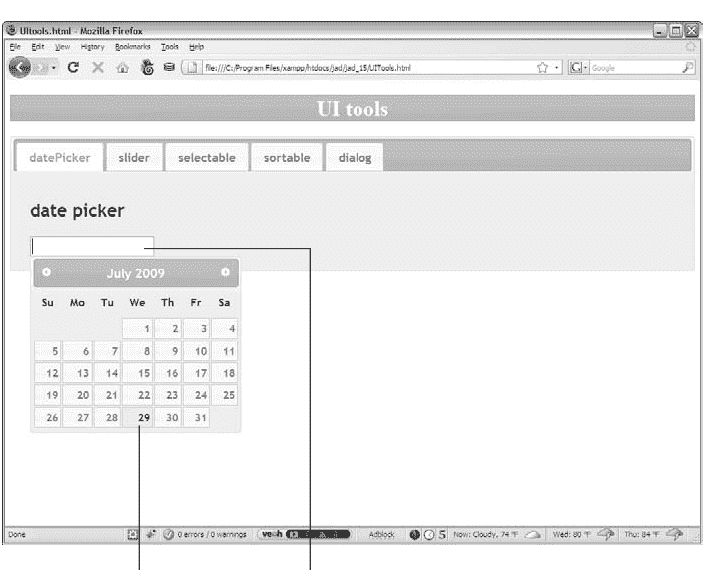 UItools.html - Mozilla Firefox
File Edit View History Bookmarks Tools Help
file:///C:/Program Files/xampp/htdocs/jad/jad_15/UITools.html
G Google
UI tools
datePicker slider selectable sortable dialog
date picker
July 2009
Su Mo Tu We Th Fr Sa
1 2 3 4
5 6 7 8 9 10 11
12 13 14 15 16 17 18
19 20 21 22 23 24 25
26 27 28 29 30 31
Done 0 errors / 0 warnings veoh Adblock 5 Now: Cloudy, 74 °F Wed: 80 °F Thu: 84 °F